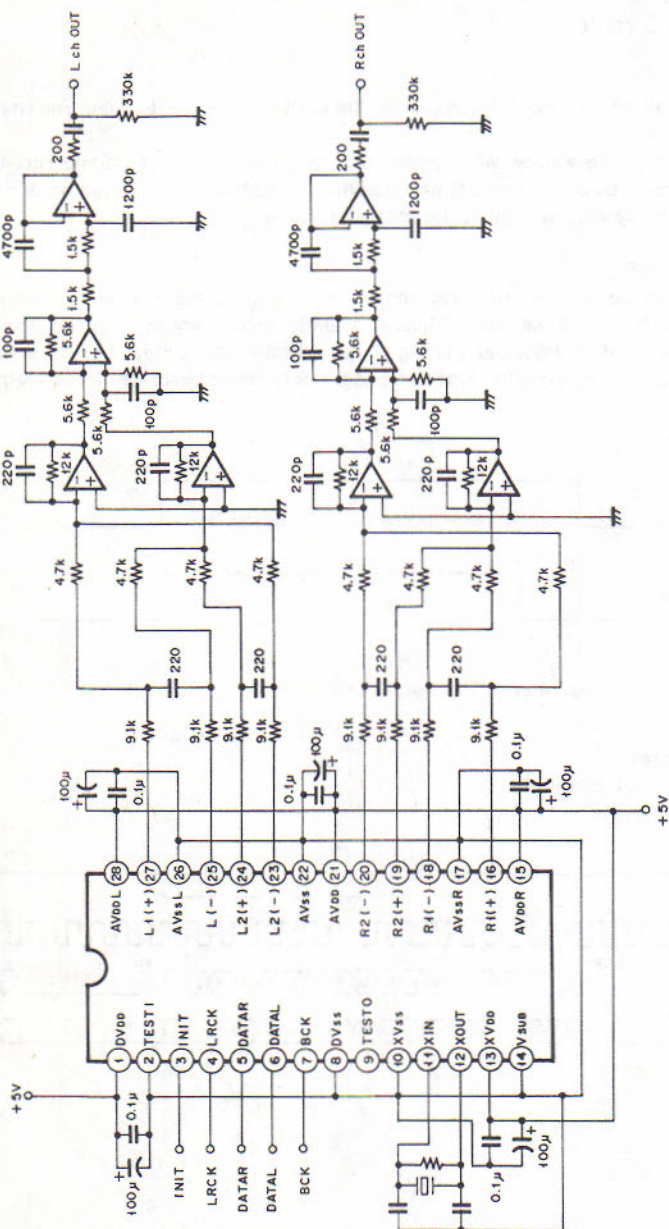 L ch OUT
330k
200
1200p
4700p
1.5k
1.5k
100p
5.6k
5.6k
100p
5.6k
5.6k
220p
12k
220p
12k
4.7k
4.7k
4.7k
4.7k
220
220
9.1k
9.1k
9.1k
9.1k
100μ
+
0.1μ
R ch OUT
330k
200
1200p
4700p
1.5k
1.5k
100p
5.6k
5.6k
100p
5.6k
5.6k
220p
12k
220p
12k
4.7k
4.7k
4.7k
4.7k
220
220
9.1k
9.1k
9.1k
9.1k
0.1μ
100μ
+
0.1μ
100μ
+
+5V
28 AVDDL
27 L1(+)
26 AVSSL
25 L1(-)
24 L2(+)
23 L2(-)
22 AVSS
21 AVDD
20 R2(-)
19 R2(+)
18 R1(-)
17 AVSSR
16 R1(+)
15 AVDDR
1 DVDD
2 TEST1
3 INIT
4 LRCK
5 DATAR
6 DATAL
7 BCK
8 DVSS
9 TESTO
10 XVSS
11 XIN
12 XOUT
13 XVDD
14 VSUB
+5V
0.1μ
100μ
+
INIT
LRCK
DATAR
DATAL
BCK
0.1μ
100μ
+